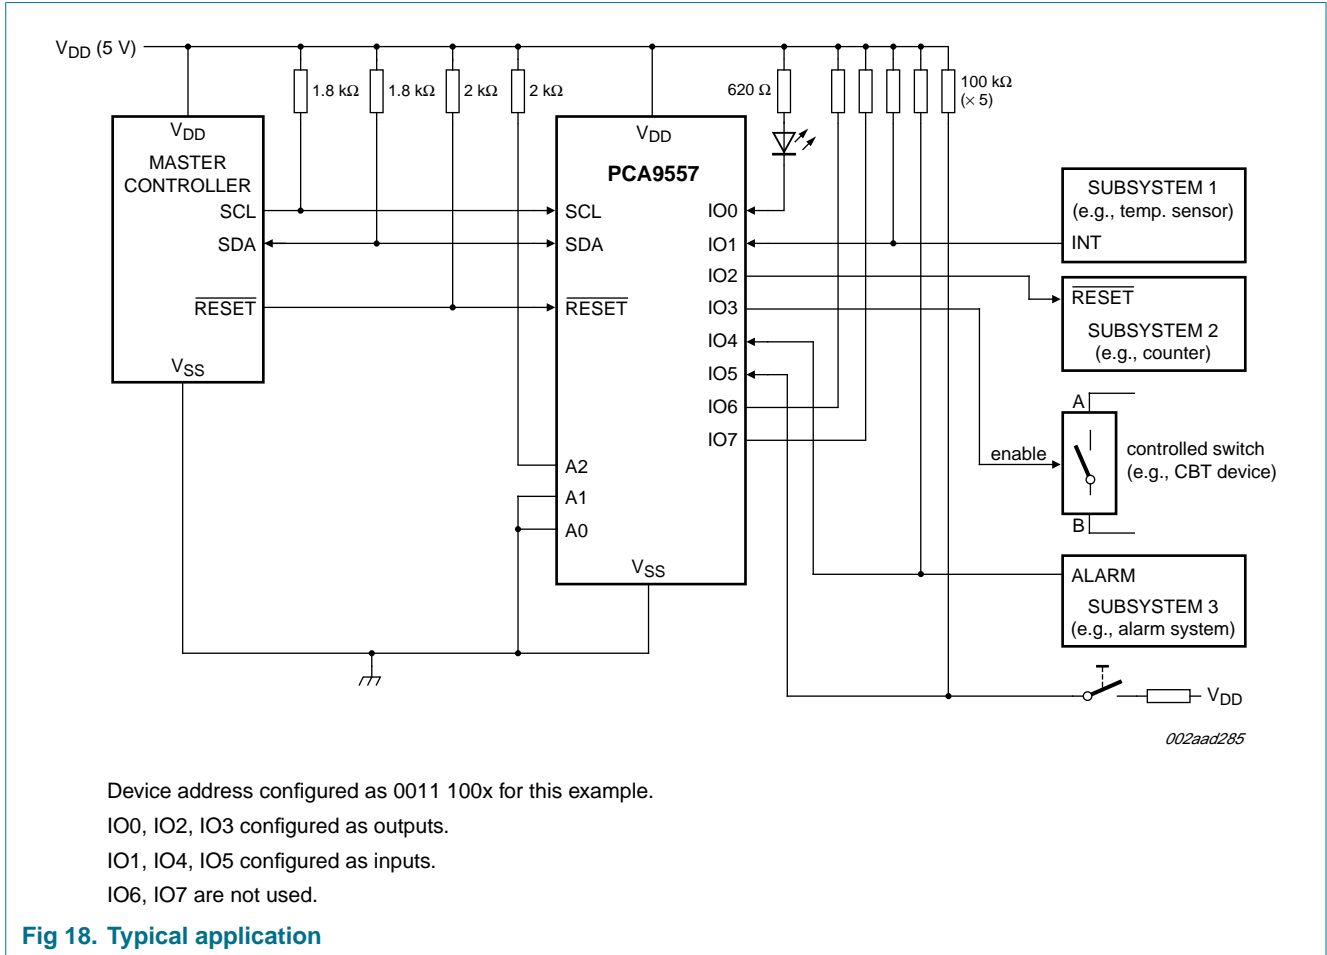 VDD (5 V)
1.8 kΩ
1.8 kΩ
2 kΩ
2 kΩ
620 Ω
100 kΩ
(× 5)
VDD
MASTER
CONTROLLER
SCL
SDA
RESET
VSS
VDD
PCA9557
SCL
SDA
RESET
A2
A1
A0
VSS
IO0
IO1
IO2
IO3
IO4
IO5
IO6
IO7
SUBSYSTEM 1
(e.g., temp. sensor)
INT
RESET
SUBSYSTEM 2
(e.g., counter)
A
enable
B
controlled switch
(e.g., CBT device)
ALARM
SUBSYSTEM 3
(e.g., alarm system)
VDD
002aad285
Device address configured as 0011 100x for this example.
IO0, IO2, IO3 configured as outputs.
IO1, IO4, IO5 configured as inputs.
IO6, IO7 are not used.
Fig 18. Typical application